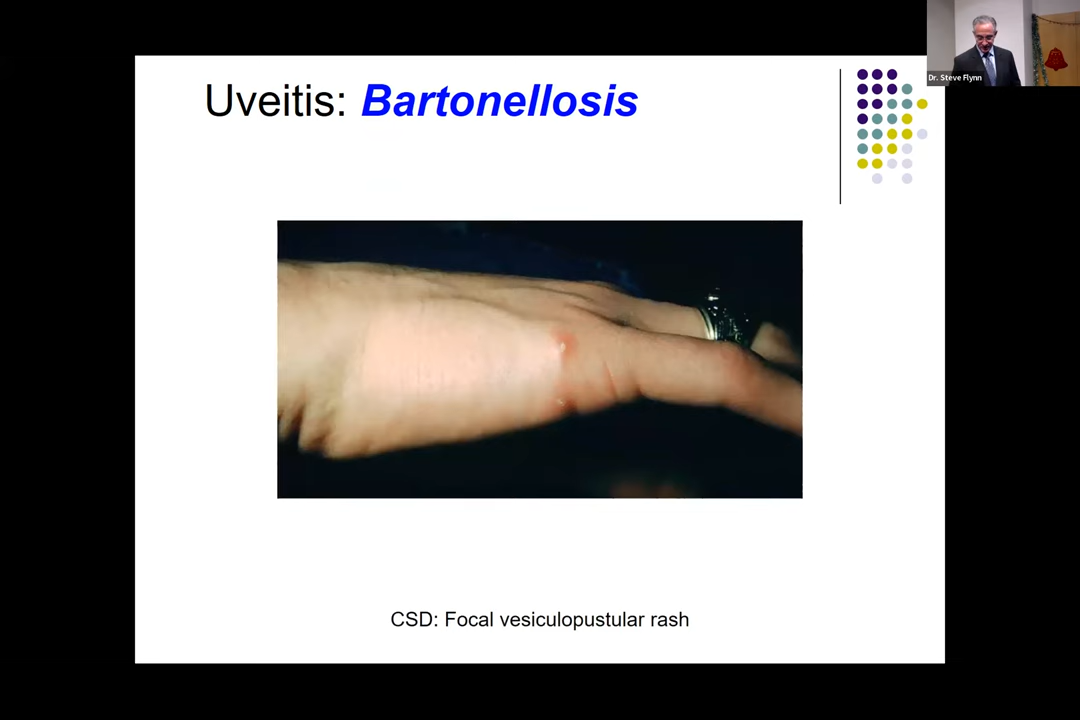 Uveitis: Bartonellosis
Dr. Steve Flynn
CSD: Focal vesiculopustular rash